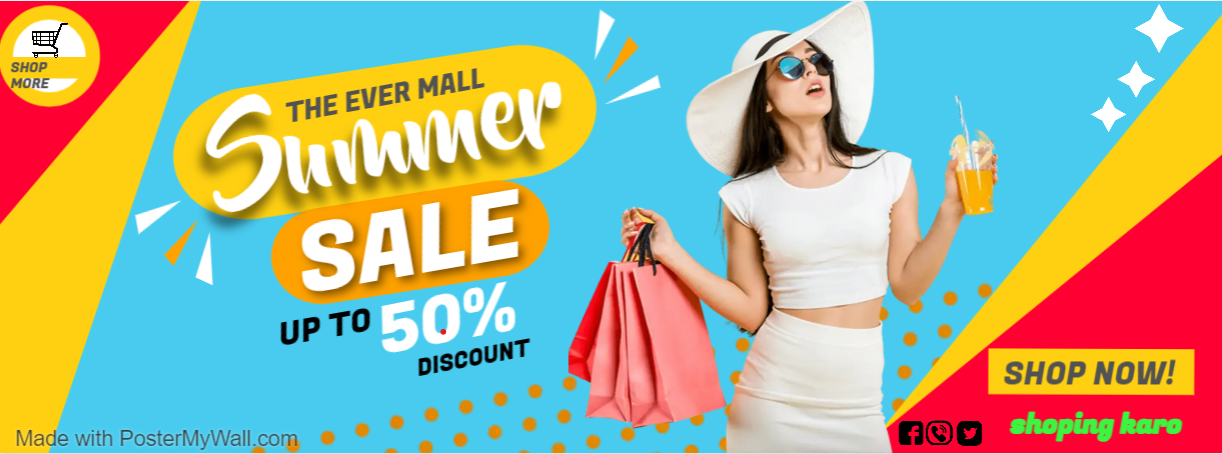 SHOP
MORE
THE EVER MALL
Summer
SALE
UP TO 50%
DISCOUNT
SHOP NOW!
shoping karo
Made with PosterMyWall.com